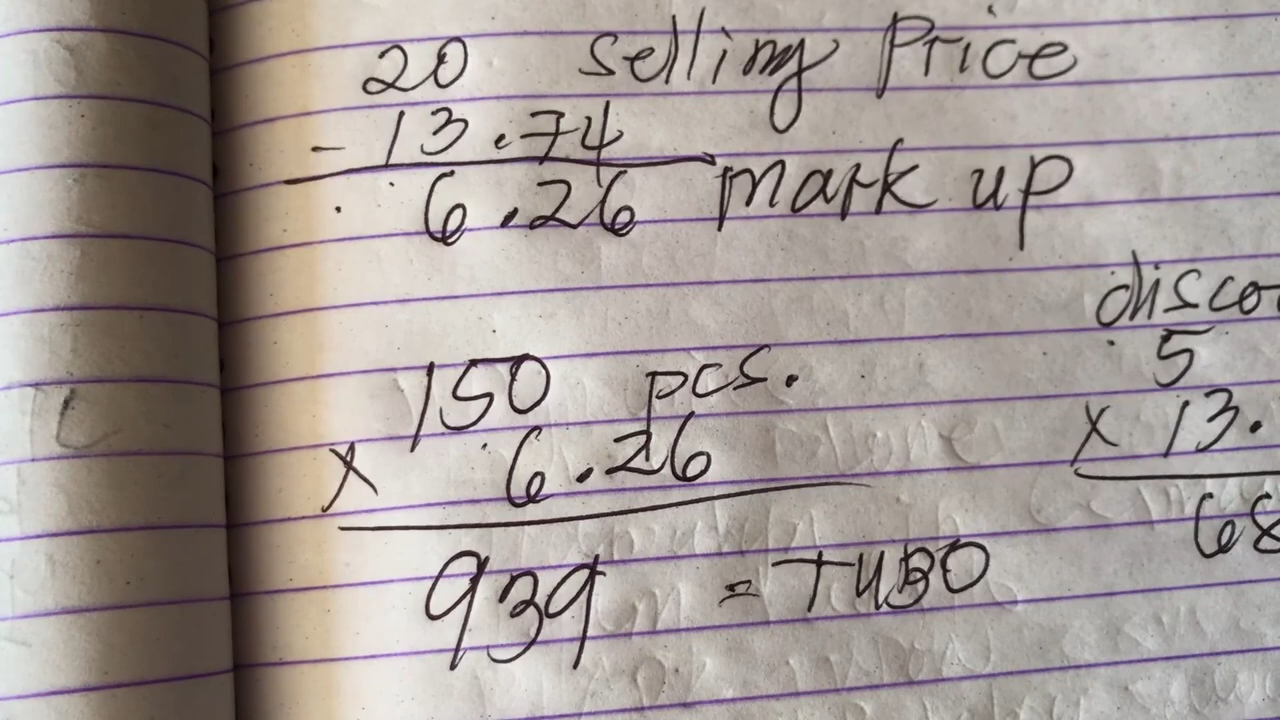 20 selling Price
- 13.74
6.26 mark up
150 pcs.
x 6.26
939 = TUBO
disco
5
x 13.
68